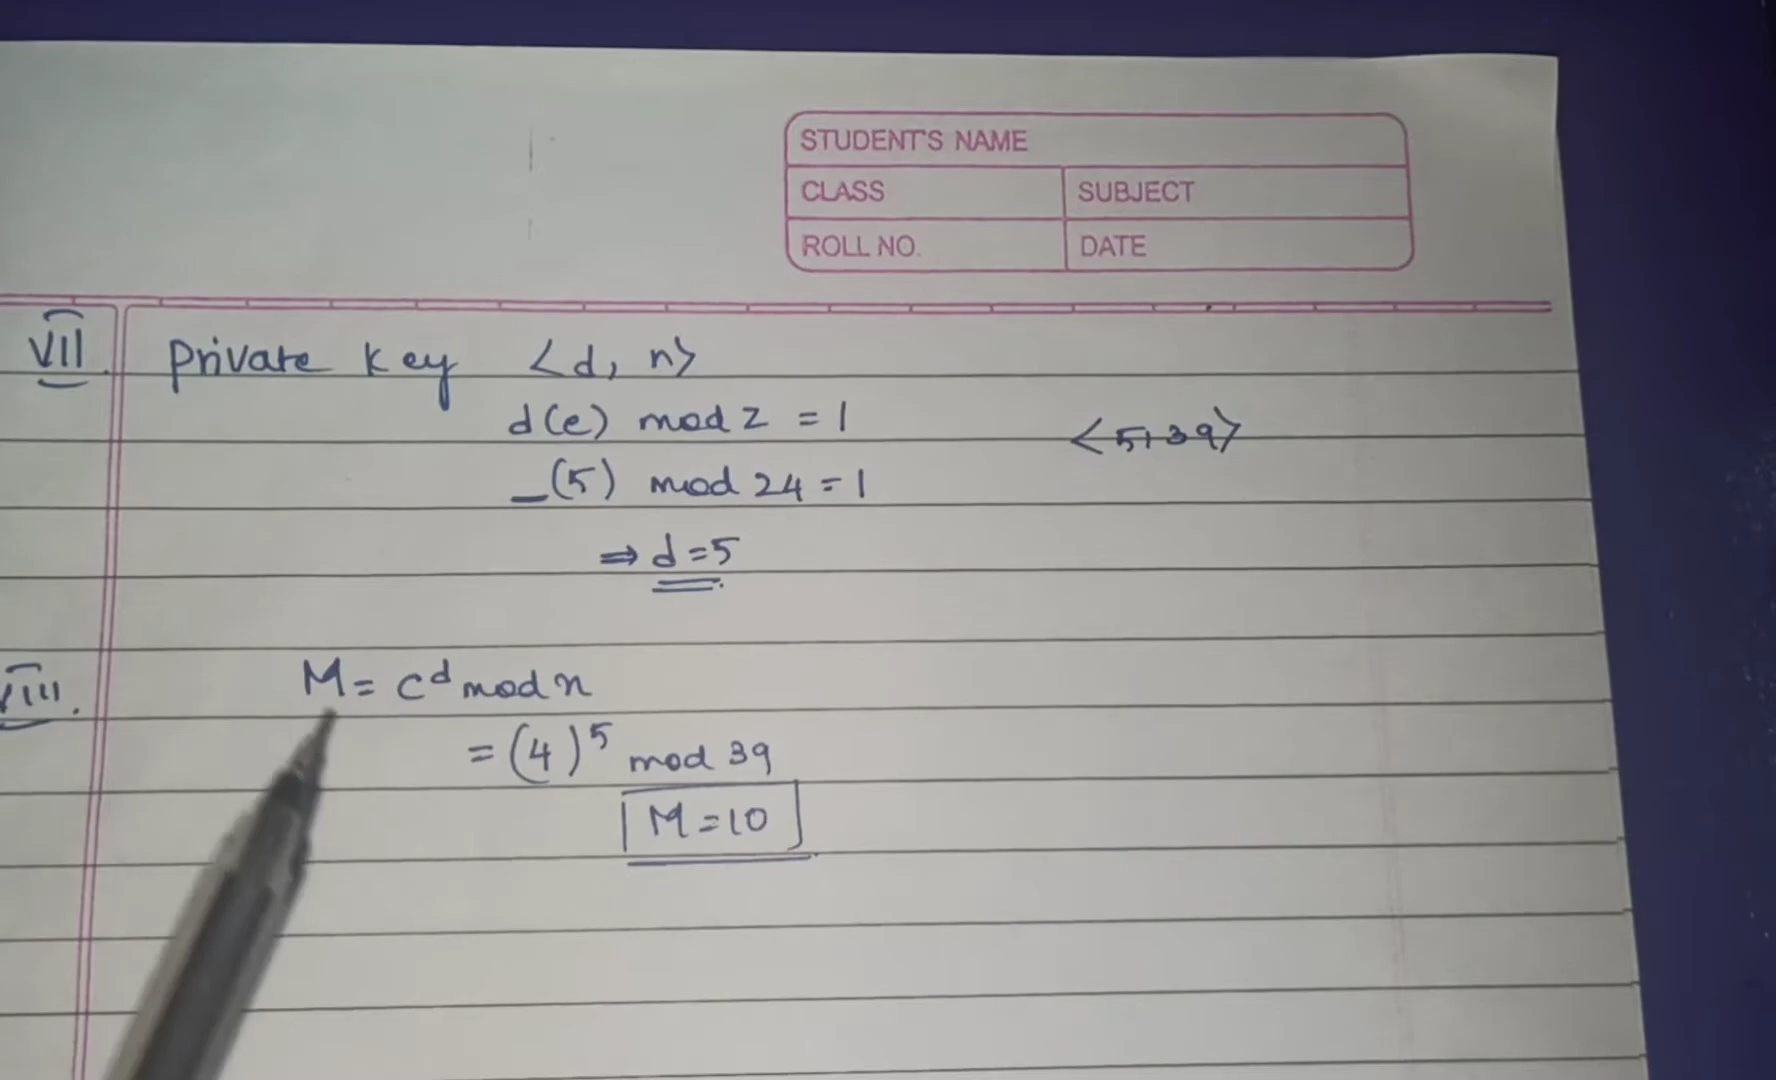 STUDENT'S NAME
CLASS SUBJECT
ROLL NO. DATE
VII. Private key <d, n>
d(e) mod z = 1 <5, 39>
_(5) mod 24 = 1
⇒ d = 5
VIII. M = c^d mod n
= (4)^5 mod 39
M = 10